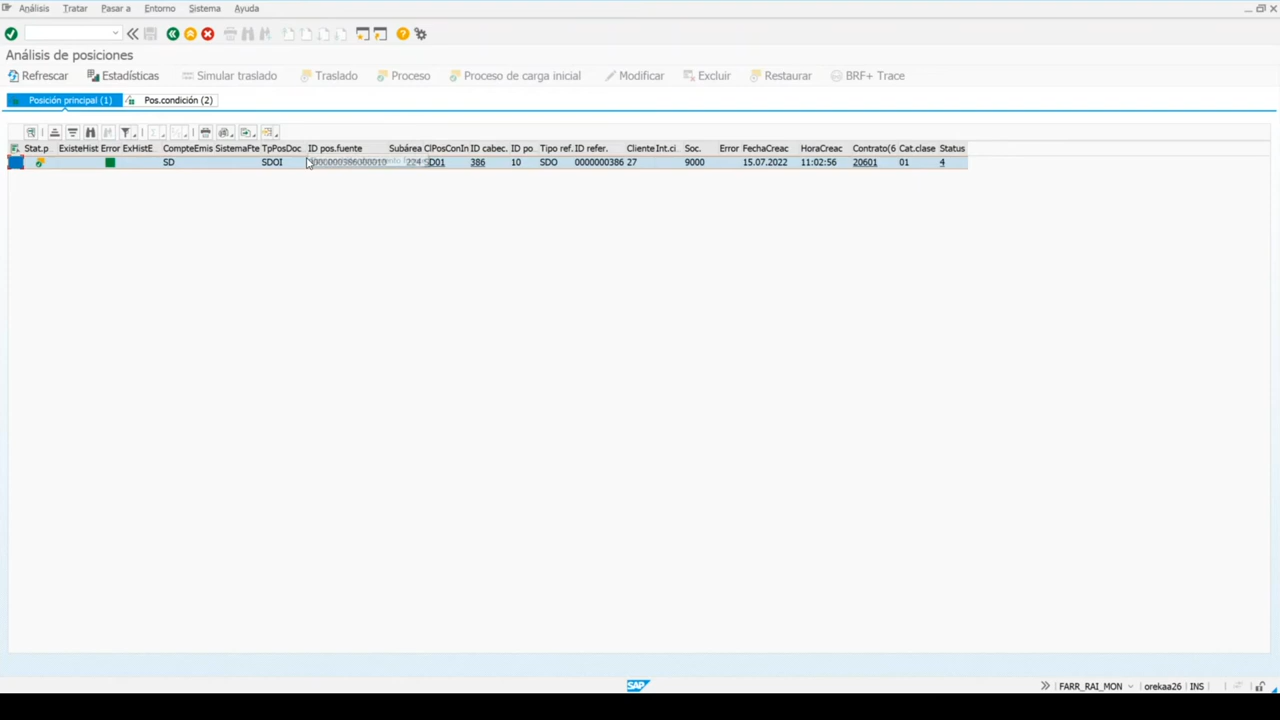 Análisis Tratar Pasar a Entorno Sistema Ayuda
Análisis de posiciones
Refrescar Estadísticas Simular traslado Traslado Proceso Proceso de carga inicial Modificar Excluir Restaurar BRF+ Trace
Posición principal (1) Pos.condición (2)
Stat.p ExisteHist Error ExHistE CompteEmis SistemaFte TpPosDoc ID pos.fuente Subárea ClPosConIn ID cabec. ID po Tipo ref. ID refer. Cliente Int.ci Soc. Error FechaCreac HoraCreac Contrato(6 Cat.clase Status
SD SDOI 0000000386000010 224 SD01 386 10 SDO 0000000386 27 9000 15.07.2022 11:02:56 20601 01 4
SAP FARR_RAI_MON orekaa26 INS